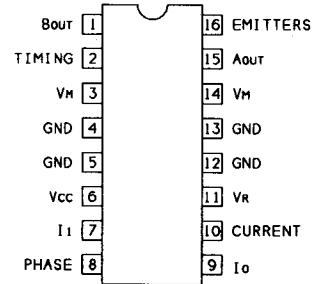 BOUT 1 16 EMITTERS
TIMING 2 15 AOUT
VM 3 14 VM
GND 4 13 GND
GND 5 12 GND
VCC 6 11 VR
I1 7 10 CURRENT
PHASE 8 9 I0